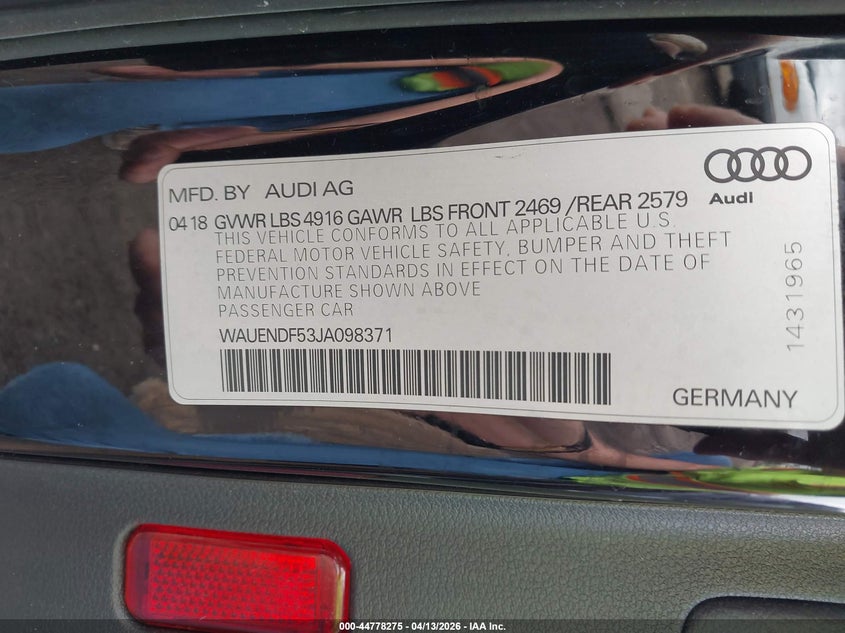 MFD. BY AUDI AG
Audi
04 18 GVWR LBS 4916 GAWR LBS FRONT 2469 /REAR 2579
THIS VEHICLE CONFORMS TO ALL APPLICABLE U.S.
FEDERAL MOTOR VEHICLE SAFETY, BUMPER AND THEFT
PREVENTION STANDARDS IN EFFECT ON THE DATE OF
MANUFACTURE SHOWN ABOVE
PASSENGER CAR
WAUENDF53JA098371
1431965
GERMANY
000-44778275 - 04/13/2026 - IAA Inc.